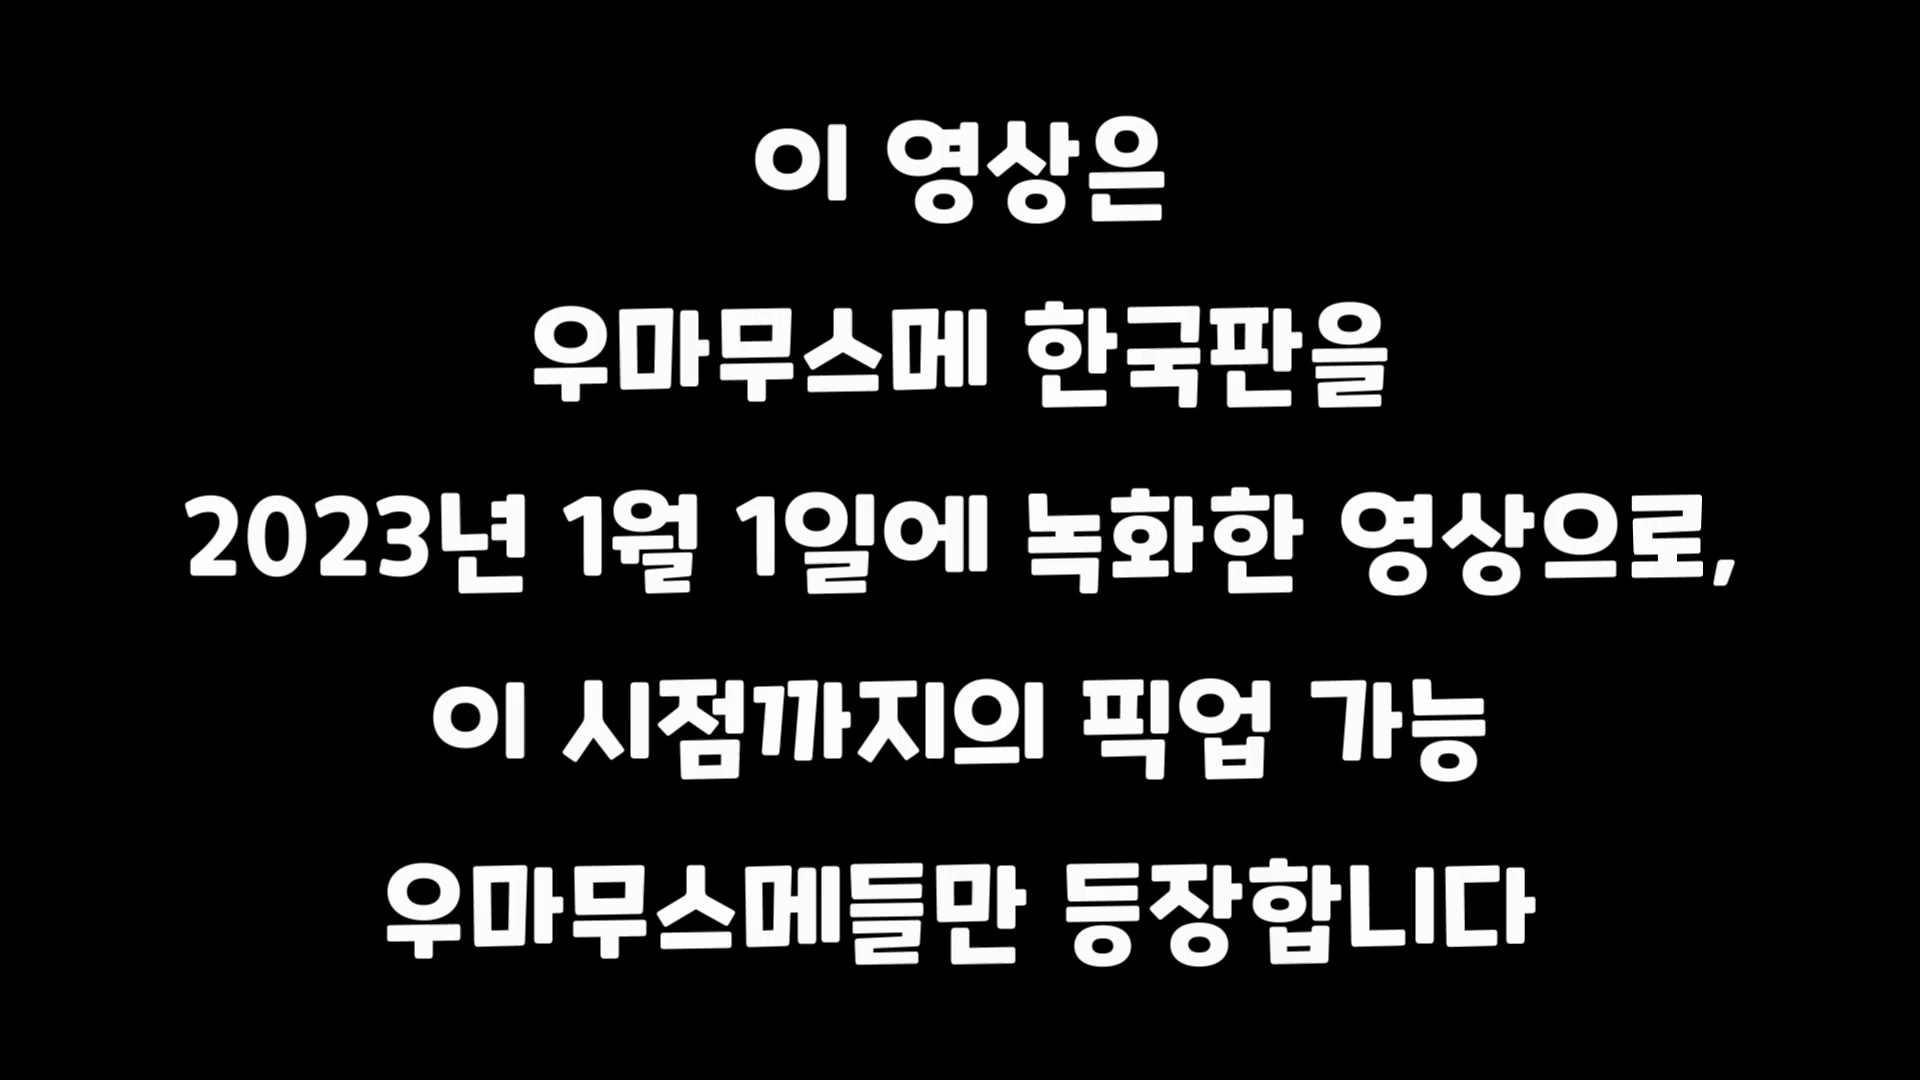 이 영상은
우마무스메 한국판을
2023년 1월 1일에 녹화한 영상으로,
이 시점까지의 픽업 가능
우마무스메들만 등장합니다